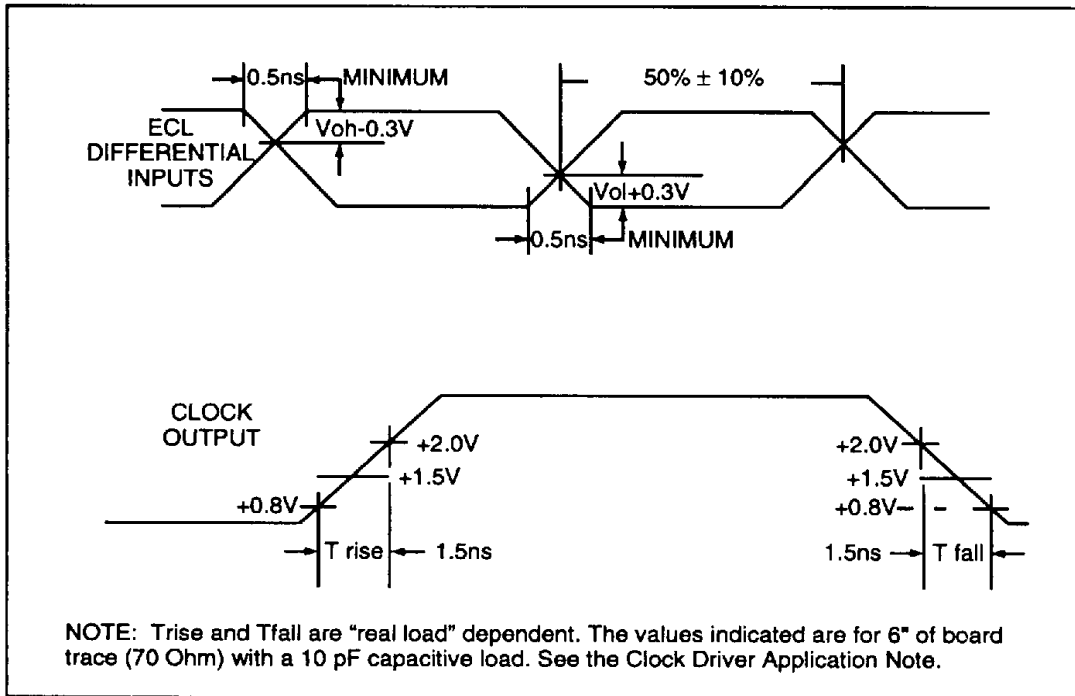 0.5ns MINIMUM
50% ± 10%
ECL
DIFFERENTIAL
INPUTS
Voh-0.3V
Vol+0.3V
0.5ns MINIMUM
CLOCK
OUTPUT
+2.0V
+1.5V
+0.8V
T rise
1.5ns
+2.0V
+1.5V
+0.8V
1.5ns
T fall
NOTE: Trise and Tfall are "real load" dependent. The values indicated are for 6" of board
trace (70 Ohm) with a 10 pF capacitive load. See the Clock Driver Application Note.